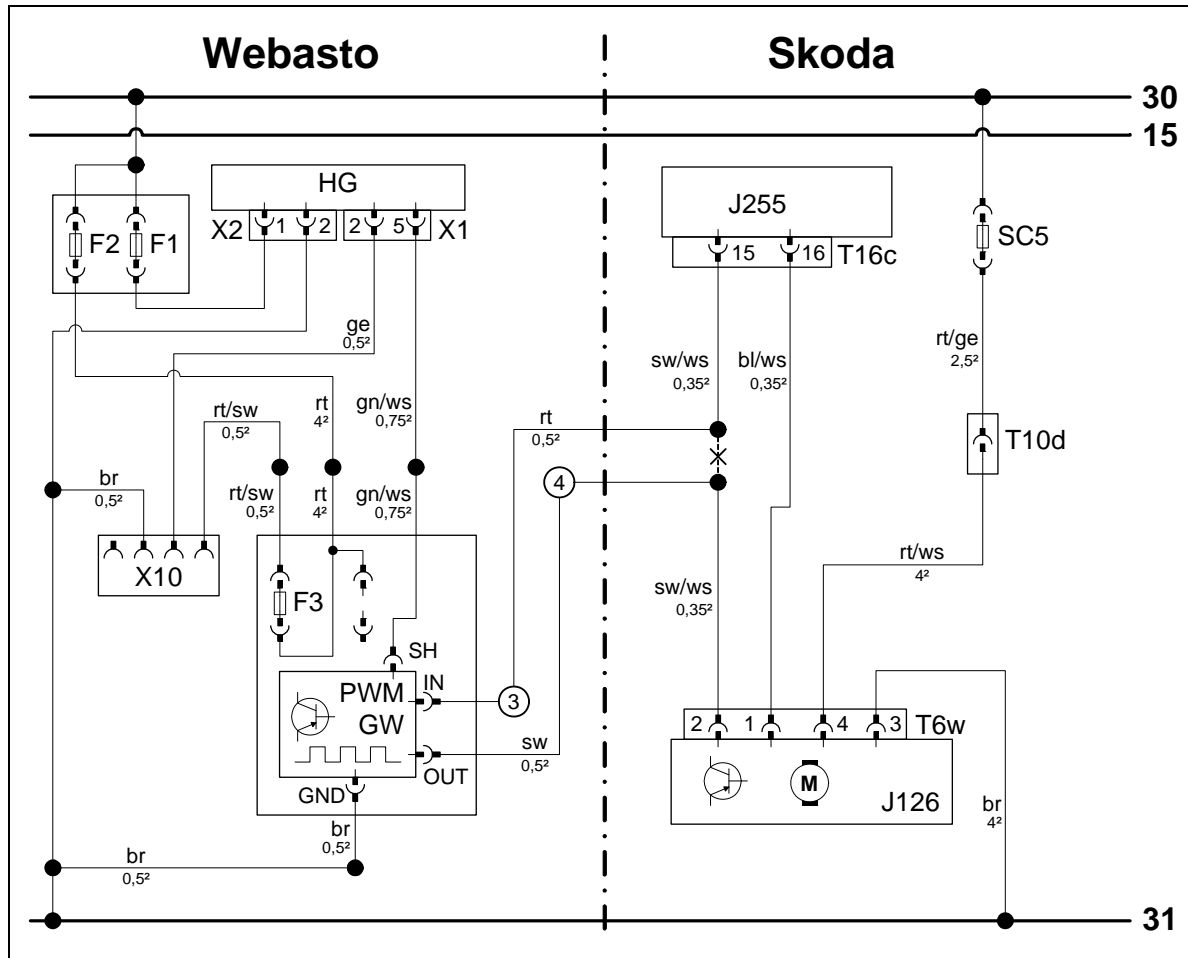 Webasto
Skoda
30
15
HG
X2 1 2 2 5 X1
F2 F1
J255
15 16 T16c
SC5
ge
0,5²
sw/ws
0,35²
bl/ws
0,35²
rt/ge
2,5²
rt/sw
0,5²
rt
4²
gn/ws
0,75²
rt
0,5²
T10d
br
0,5²
rt/sw
0,5²
rt
4²
gn/ws
0,75²
4
X10
F3
rt/ws
4²
sw/ws
0,35²
SH
PWM
IN
GW
3
OUT
sw
0,5²
2 1 4 3 T6w
M
J126
GND
br
0,5²
br
4²
br
0,5²
31